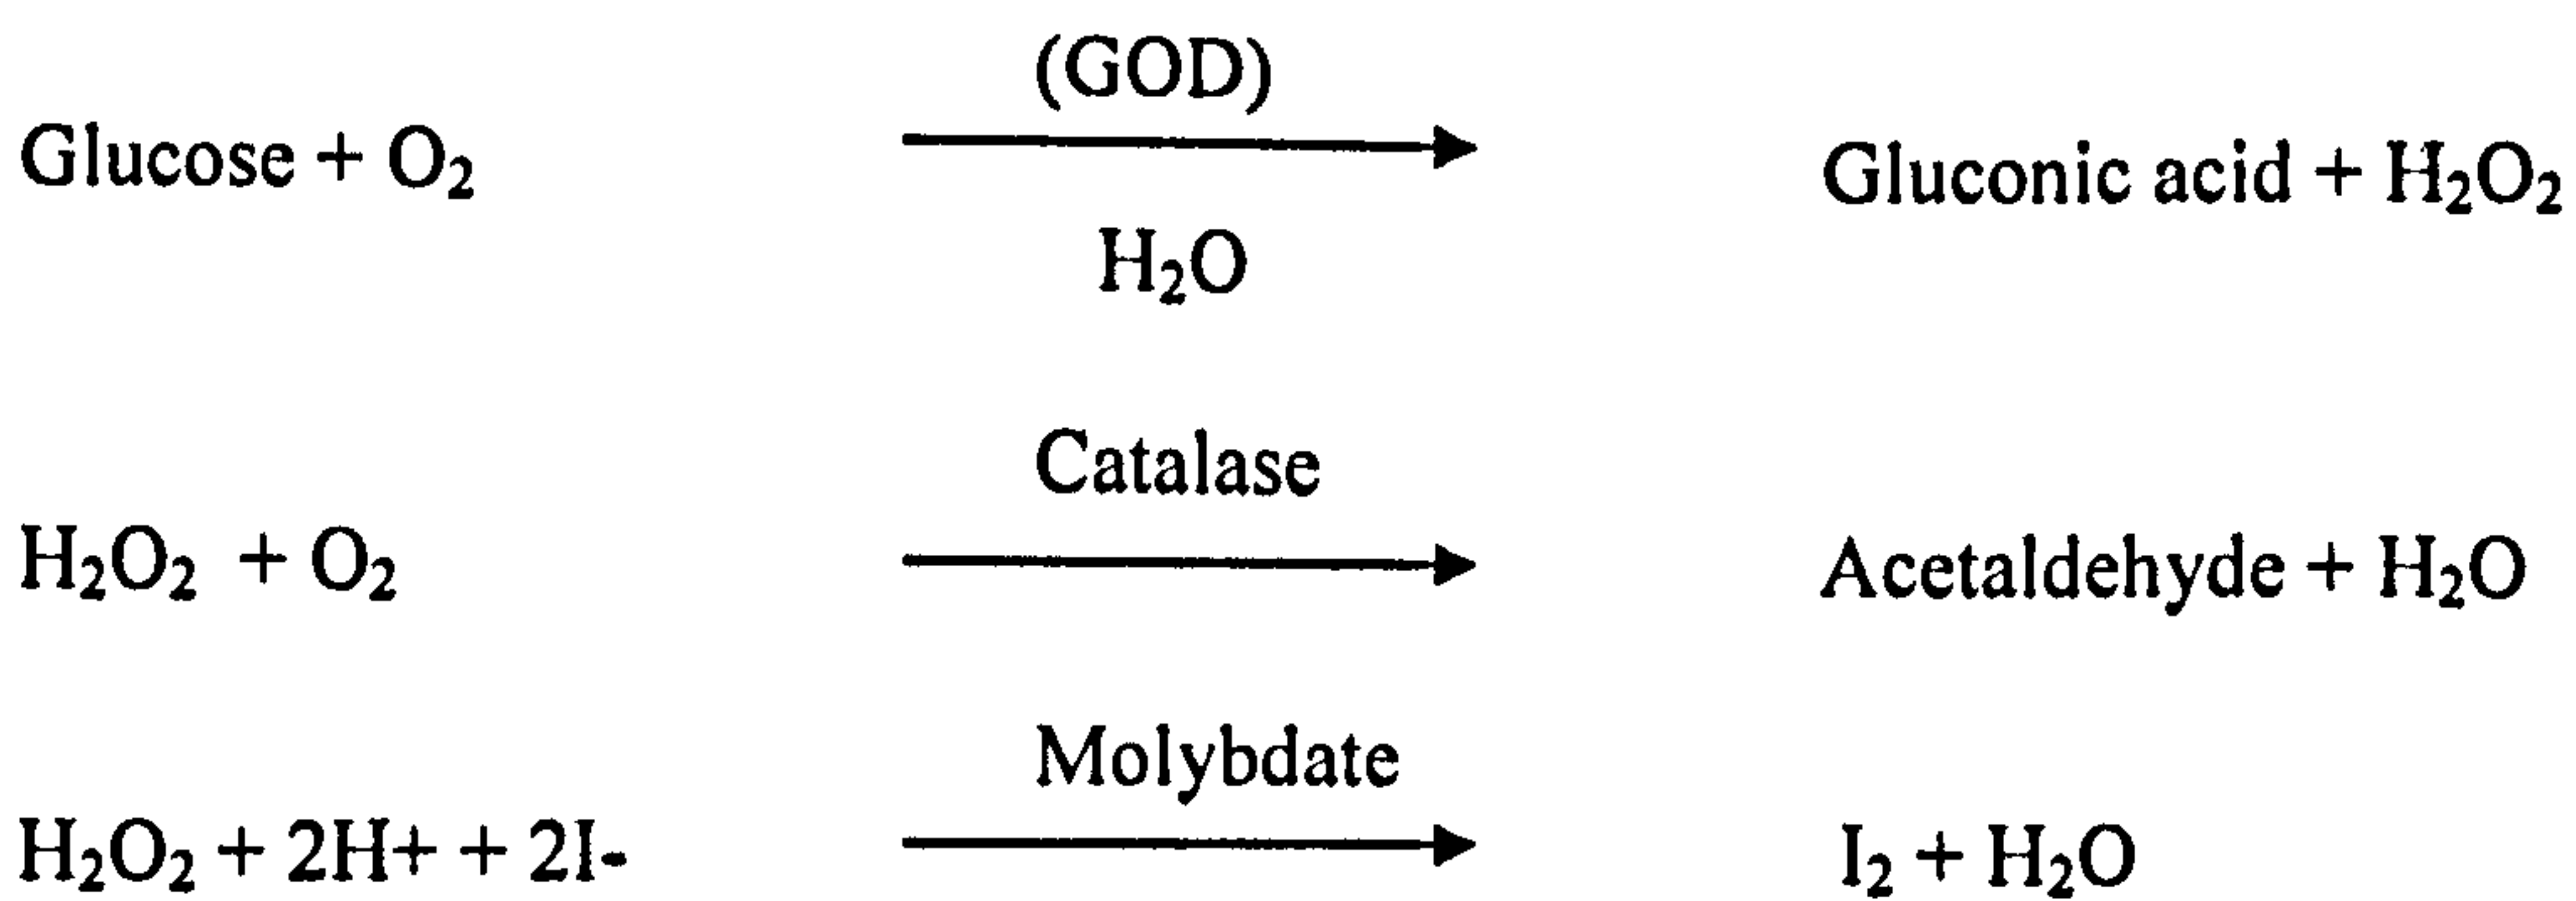 (GOD)
Glucose + O₂ Gluconic acid + H₂O₂
H₂O
Catalase
H₂O₂ + O₂ Acetaldehyde + H₂O
Molybdate
H₂O₂ + 2H+ + 2I- I₂ + H₂O